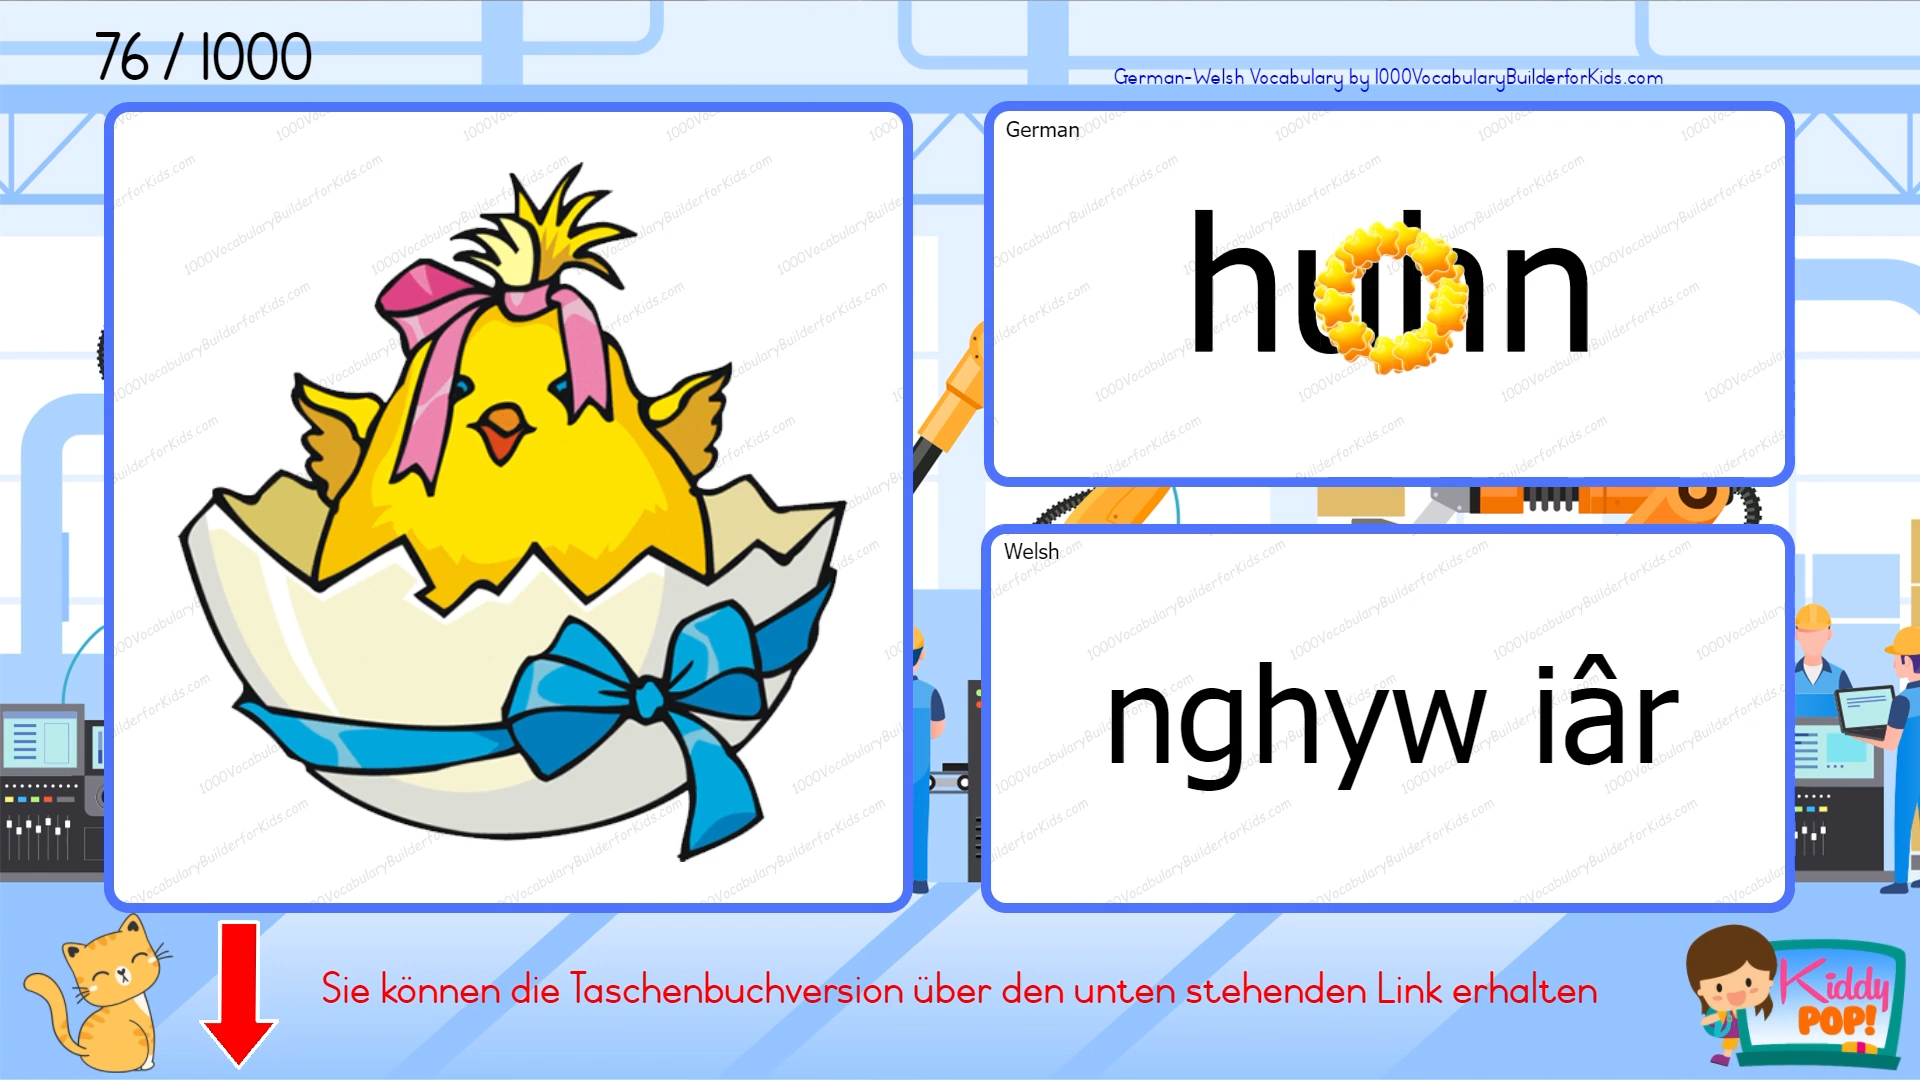 76 / 1000
German-Welsh Vocabulary by 1000VocabularyBuilderforKids.com
German
huhn
Welsh
nghyw iâr
Sie können die Taschenbuchversion über den unten stehenden Link erhalten
Kiddy
POP!